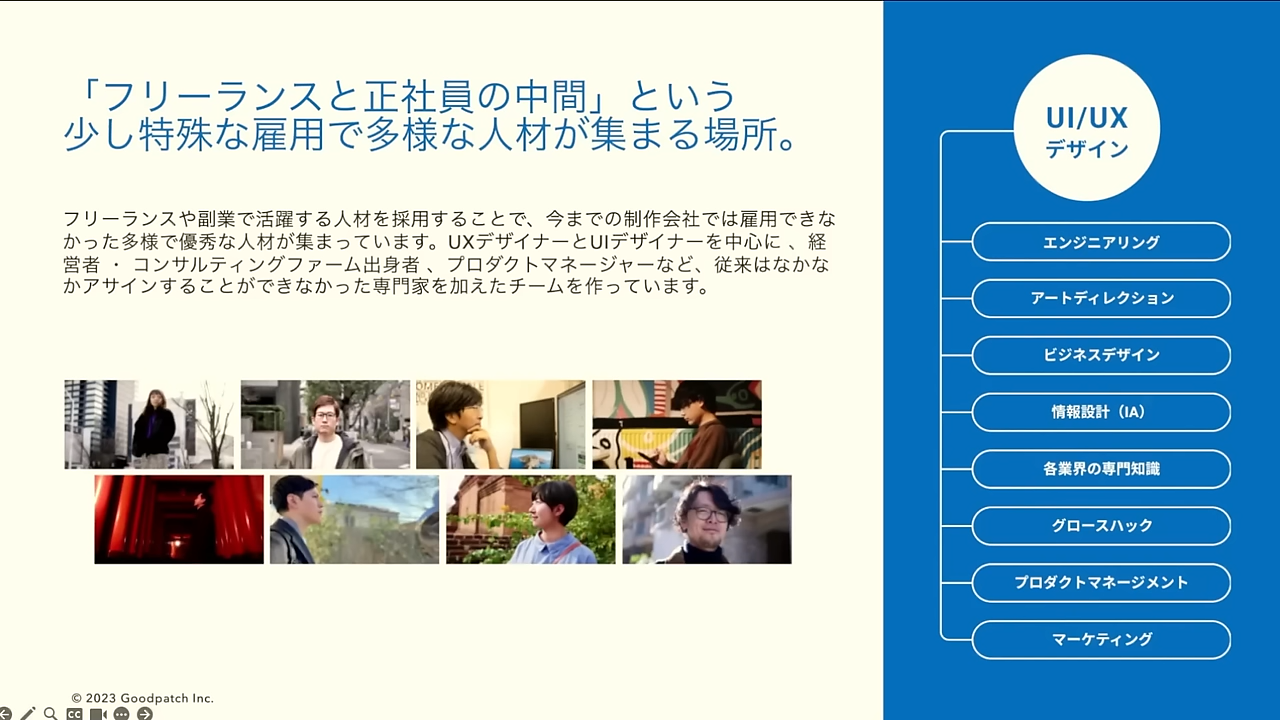 「フリーランスと正社員の中間」という
少し特殊な雇用で多様な人材が集まる場所。
フリーランスや副業で活躍する人材を採用することで、今までの制作会社では雇用できな
かった多様で優秀な人材が集まっています。UXデザイナーとUIデザイナーを中心に 、経
営者 ・ コンサルティングファーム出身者 、プロダクトマネージャーなど、従来はなかな
かアサインすることができなかった専門家を加えたチームを作っています。
© 2023 Goodpatch Inc.
CC
UI/UX
デザイン
エンジニアリング
アートディレクション
ビジネスデザイン
情報設計（IA）
各業界の専門知識
グロースハック
プロダクトマネージメント
マーケティング